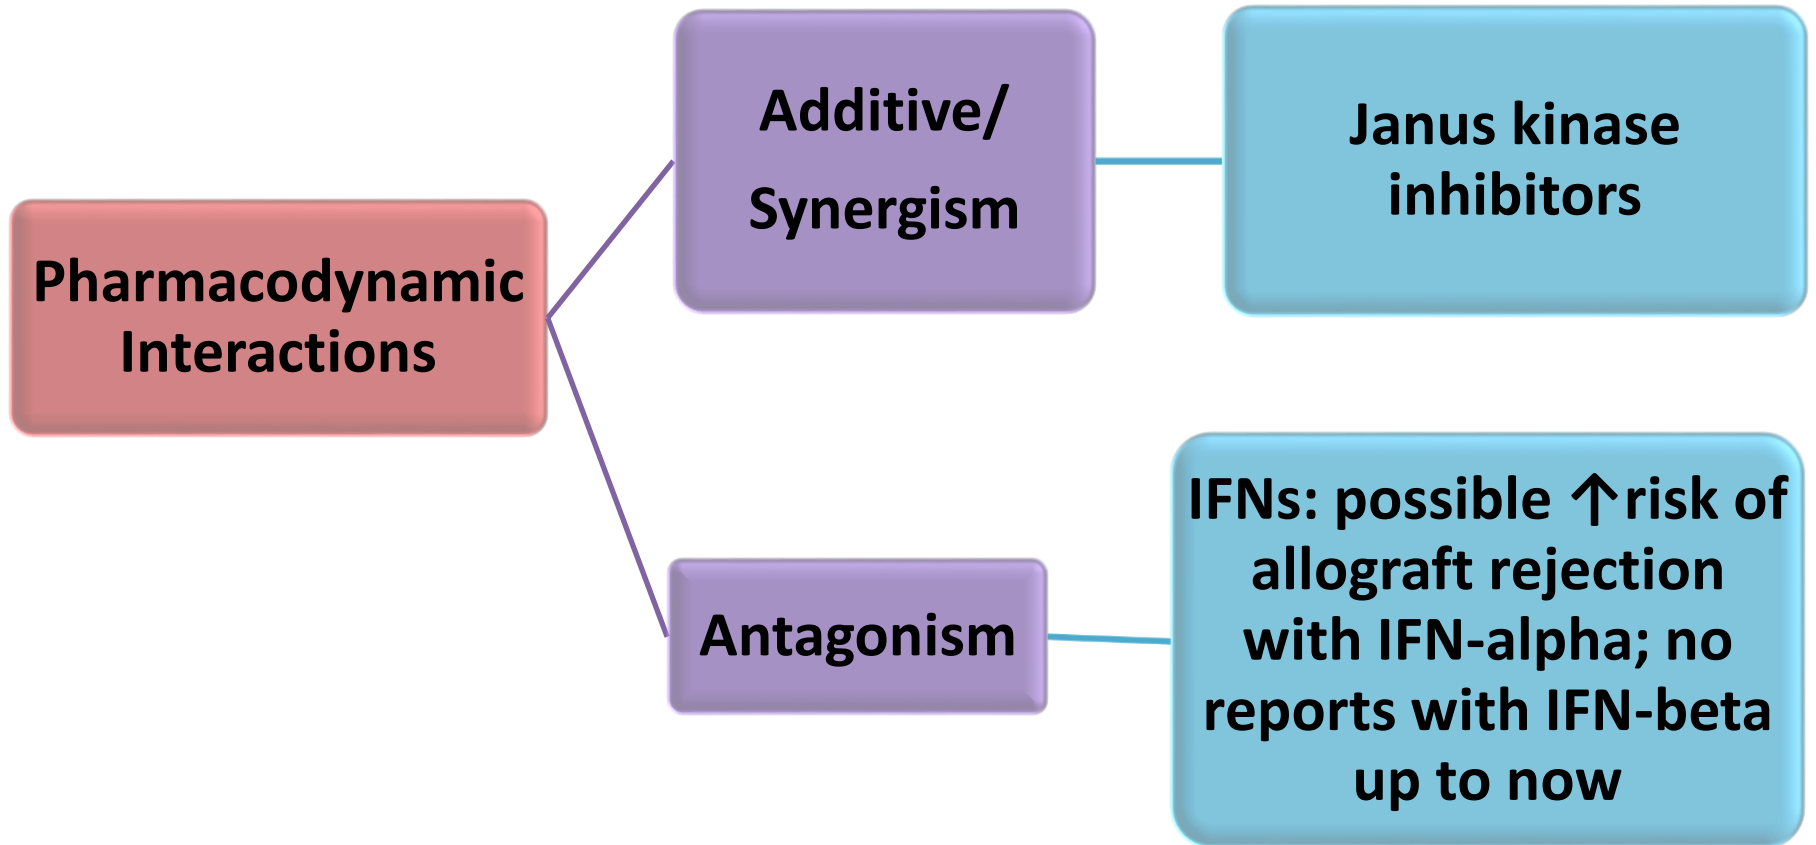 Pharmacodynamic
Interactions
Additive/
Synergism
Janus kinase
inhibitors
Antagonism
IFNs: possible ↑risk of
allograft rejection
with IFN-alpha; no
reports with IFN-beta
up to now